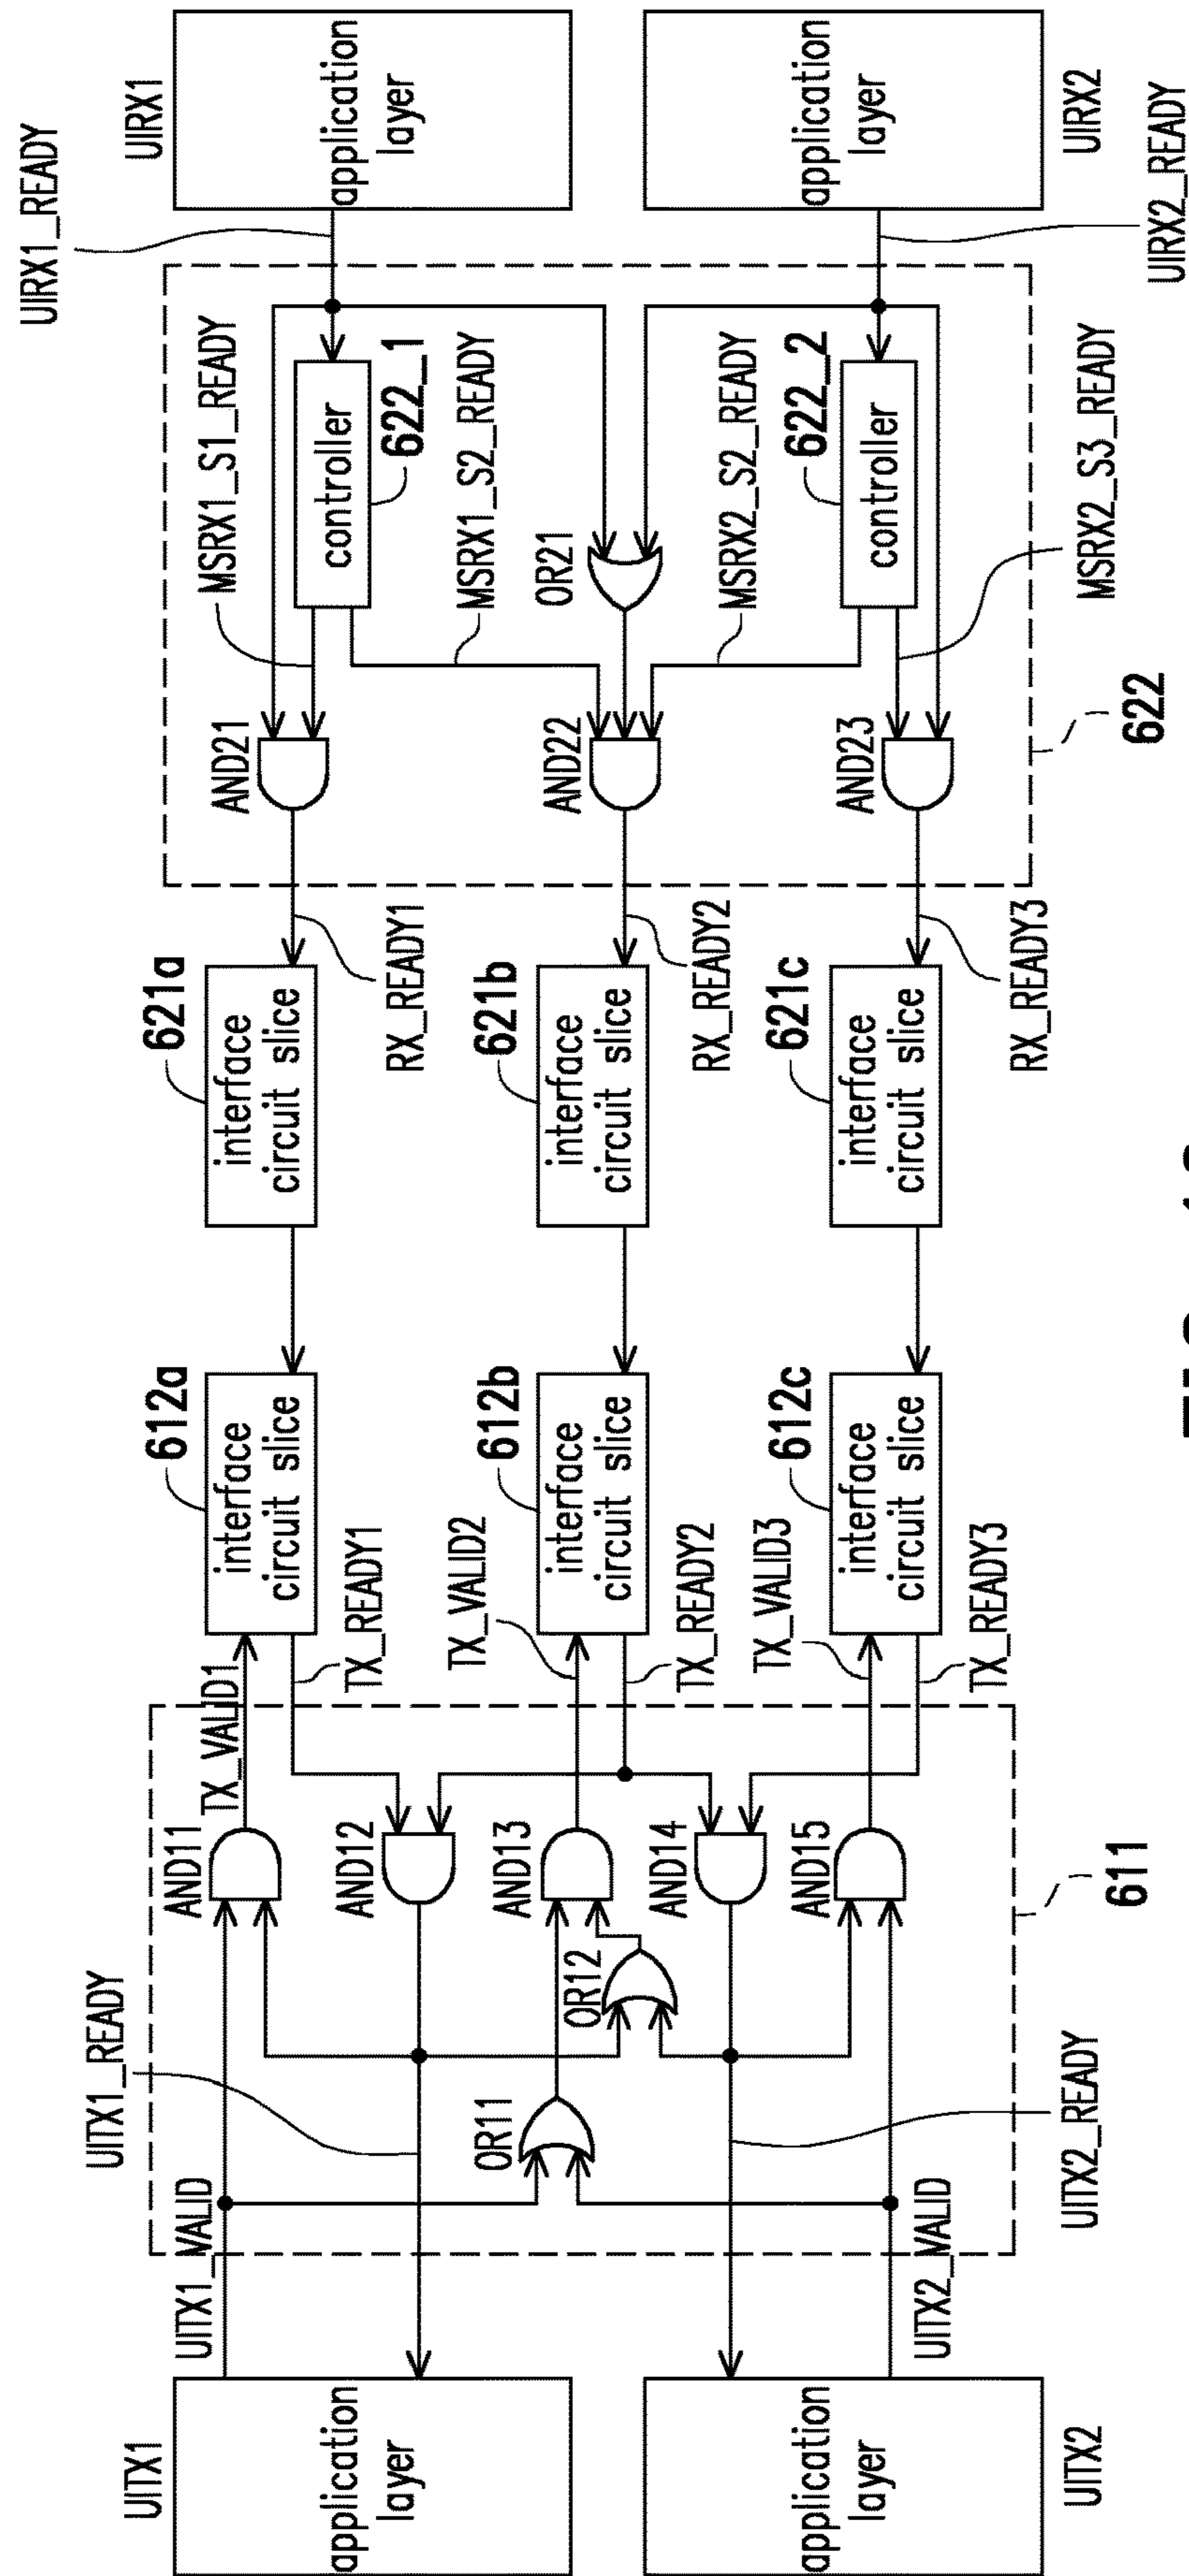 UITX1
application
layer
UITX2
application
layer
UITX1_VALID
UITX1_READY
UITX2_VALID
UITX2_READY
OR11
OR12
AND11
AND12
AND13
AND14
AND15
611
TX_VALID1
TX_READY1
TX_VALID2
TX_READY2
TX_VALID3
TX_READY3
612a
interface
circuit slice
612b
interface
circuit slice
612c
interface
circuit slice
621a
interface
circuit slice
621b
interface
circuit slice
621c
interface
circuit slice
RX_READY1
RX_READY2
RX_READY3
AND21
AND22
AND23
622
MSRX1_S1_READY
controller
622_1
MSRX1_S2_READY
OR21
MSRX2_S2_READY
622_2
controller
MSRX2_S3_READY
UIRX1_READY
UIRX2_READY
UIRX1
application
layer
UIRX2
application
layer